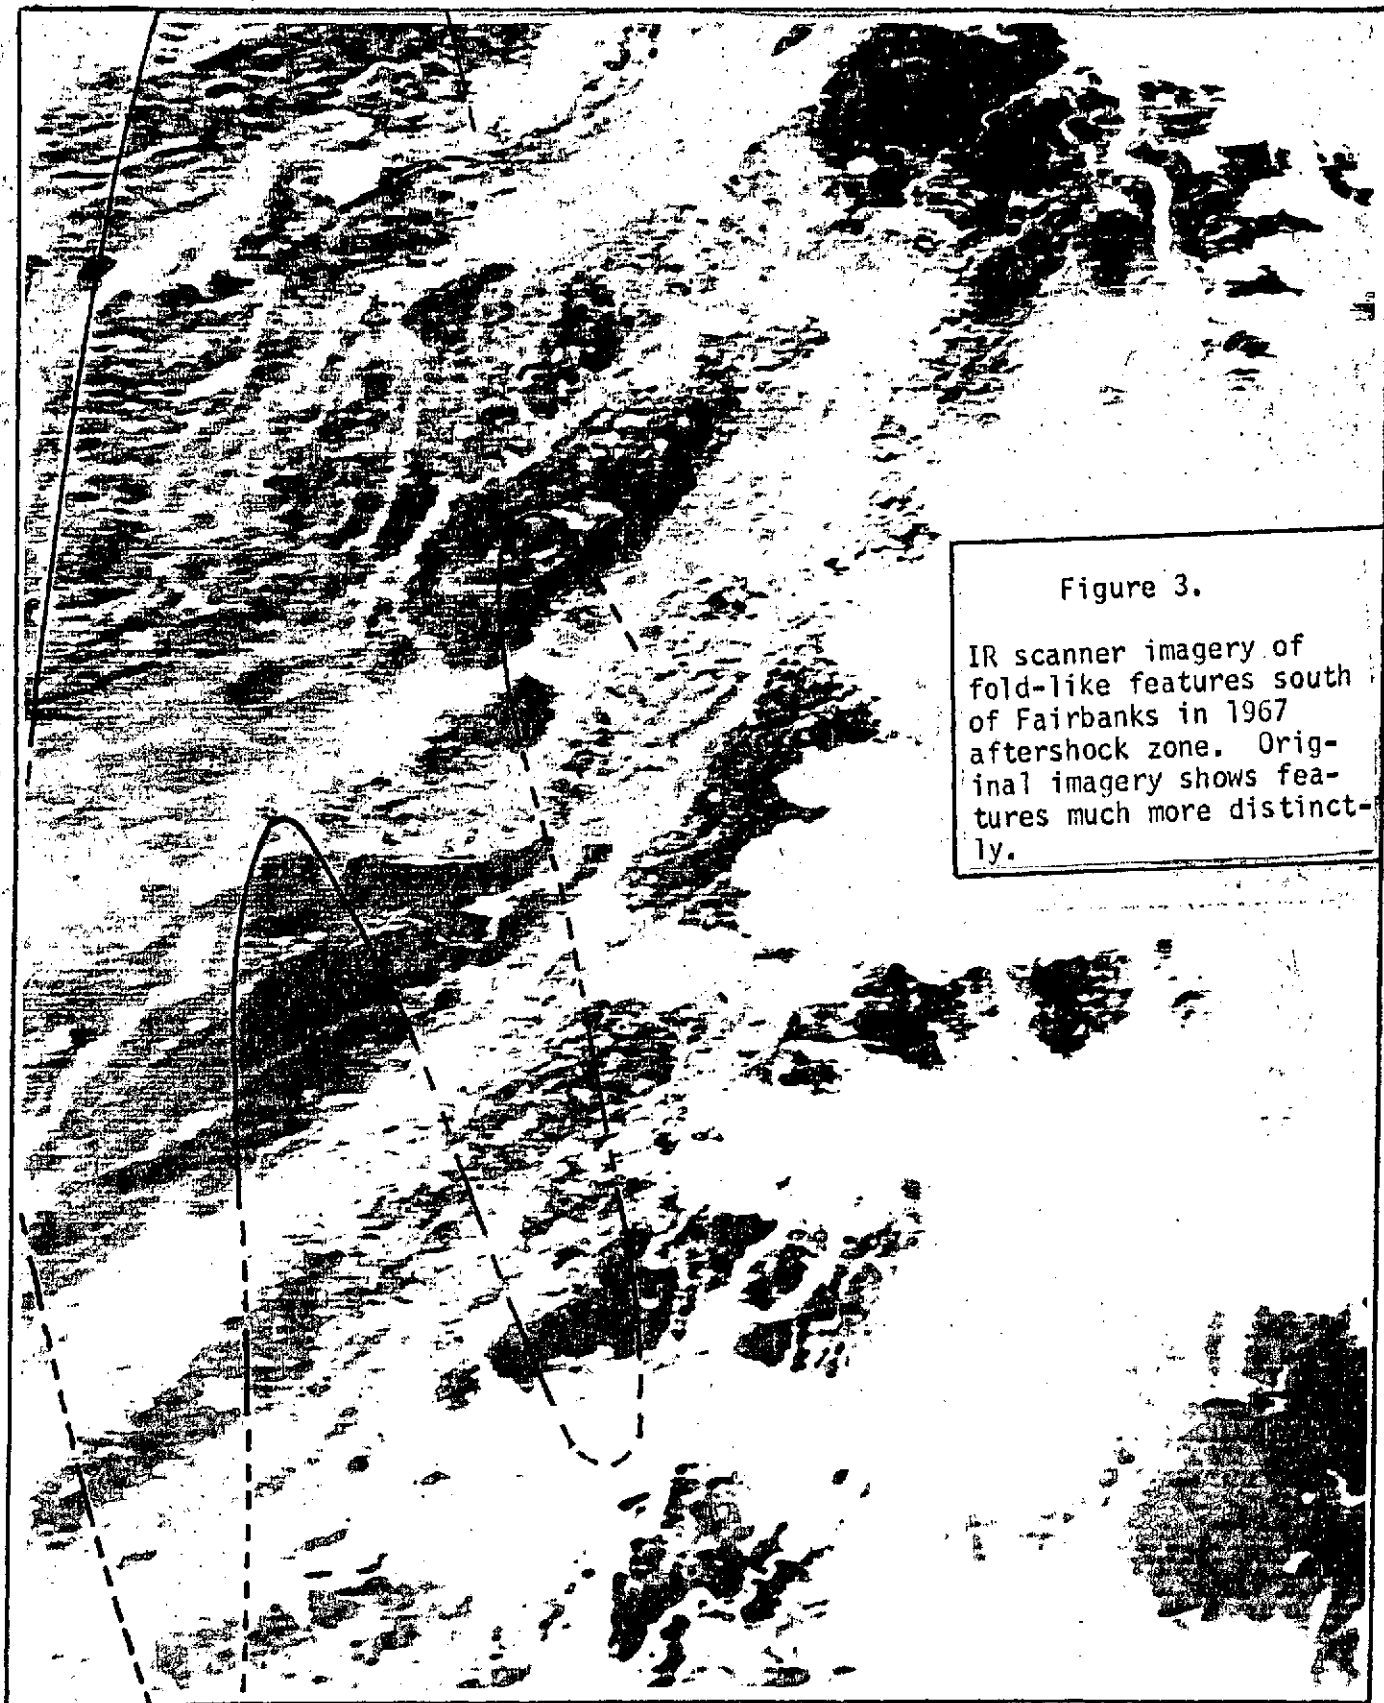 Figure 3.
IR scanner imagery of
fold-like features south
of Fairbanks in 1967
aftershock zone. Orig-
inal imagery shows fea-
tures much more distinct-
ly.